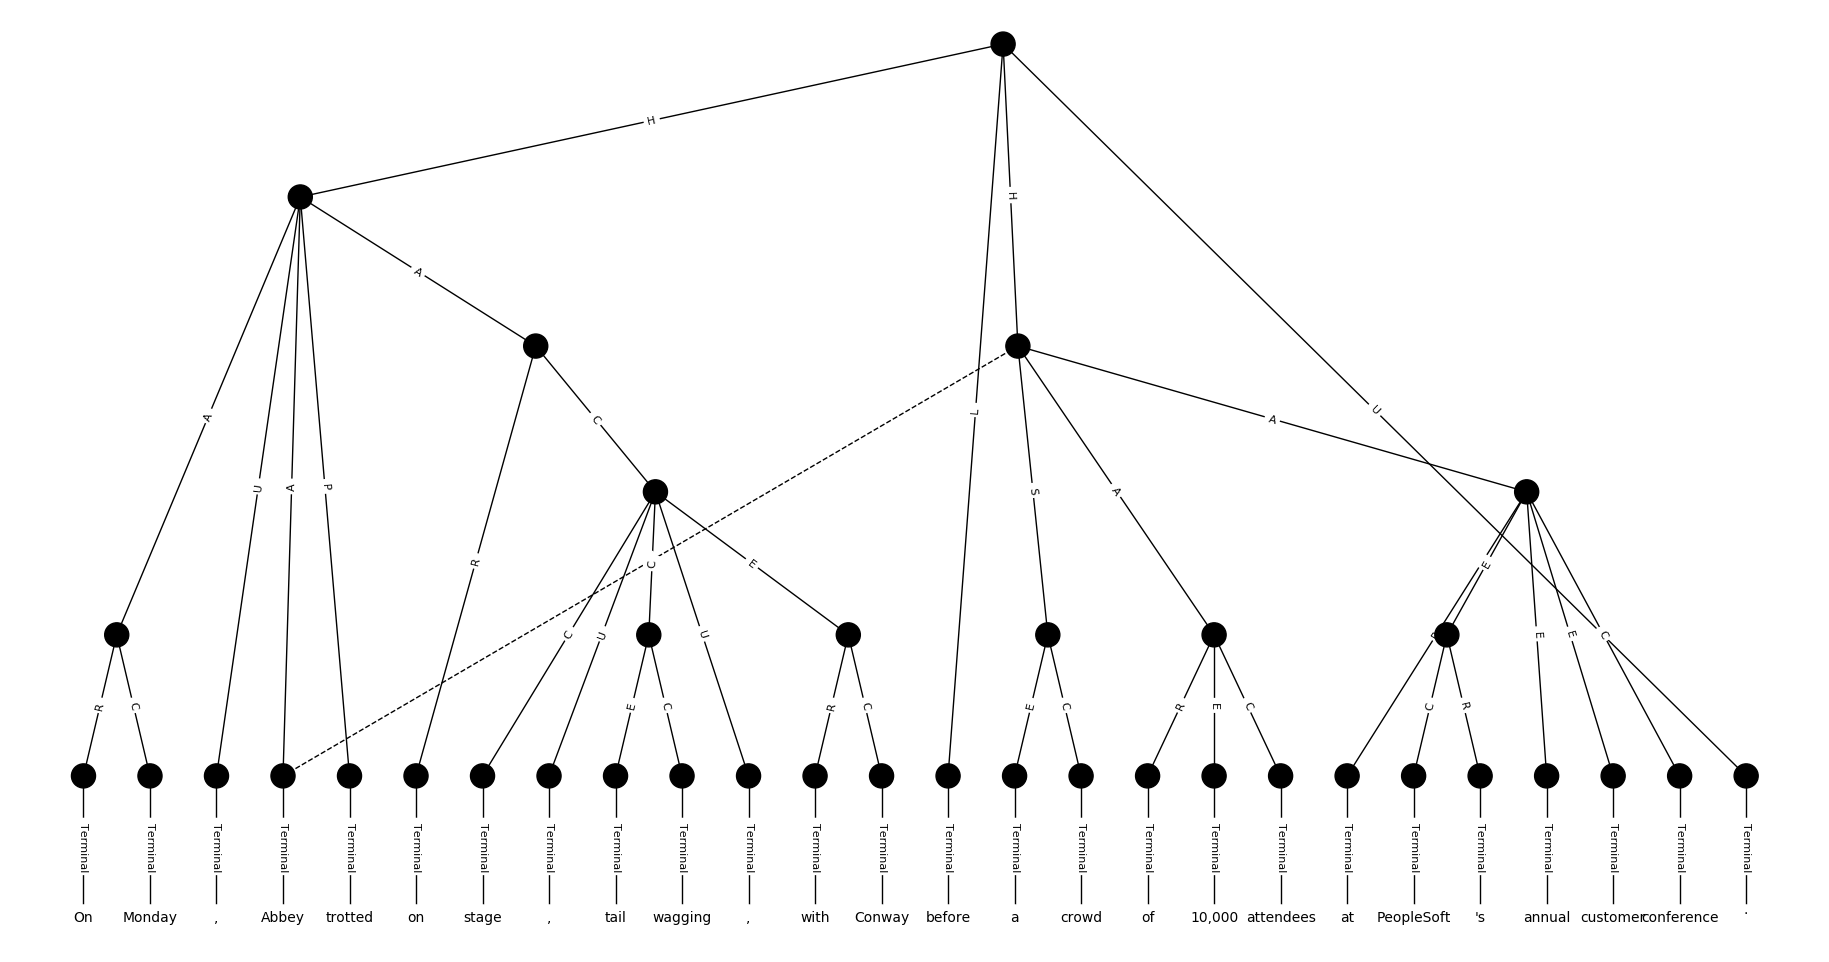 H
H
A
A
L
U
A
C
U
A
P
A
S
R
C
E
E
C
U
U
E
E
C
R
C
E
C
R
C
E
C
R
E
C
C
R
Terminal Terminal Terminal Terminal Terminal Terminal Terminal Terminal Terminal Terminal Terminal Terminal Terminal Terminal Terminal Terminal Terminal Terminal Terminal Terminal Terminal Terminal Terminal Terminal Terminal Terminal
On Monday , Abbey trotted on stage , tail wagging , with Conway before a crowd of 10,000 attendees at PeopleSoft 's annual customer conference .